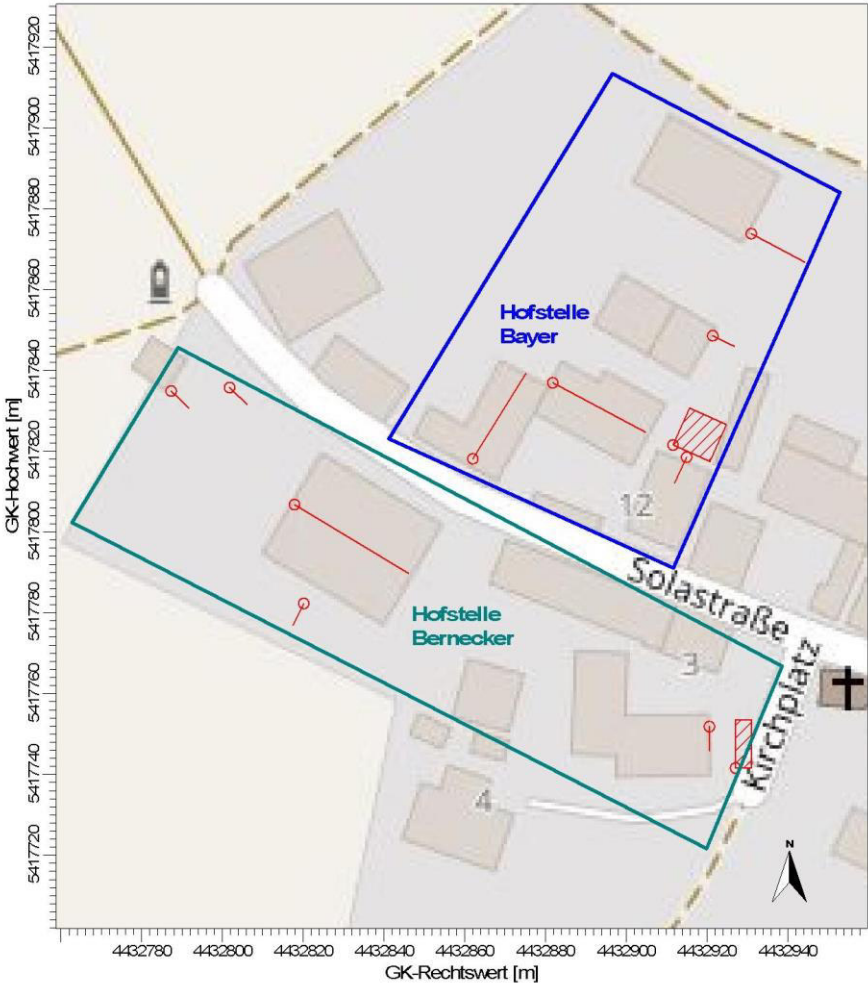 5417920
5417900
5417880
5417860
5417840
5417820
5417800
5417780
5417760
5417740
5417720
GK-Hochwert [m]
Hofstelle
Bayer
12
Solastraße
Hofstelle
Bernecker
3
Kirchplatz
4
N
4432780 4432800 4432820 4432840 4432860 4432880 4432900 4432920 4432940
GK-Rechtswert [m]